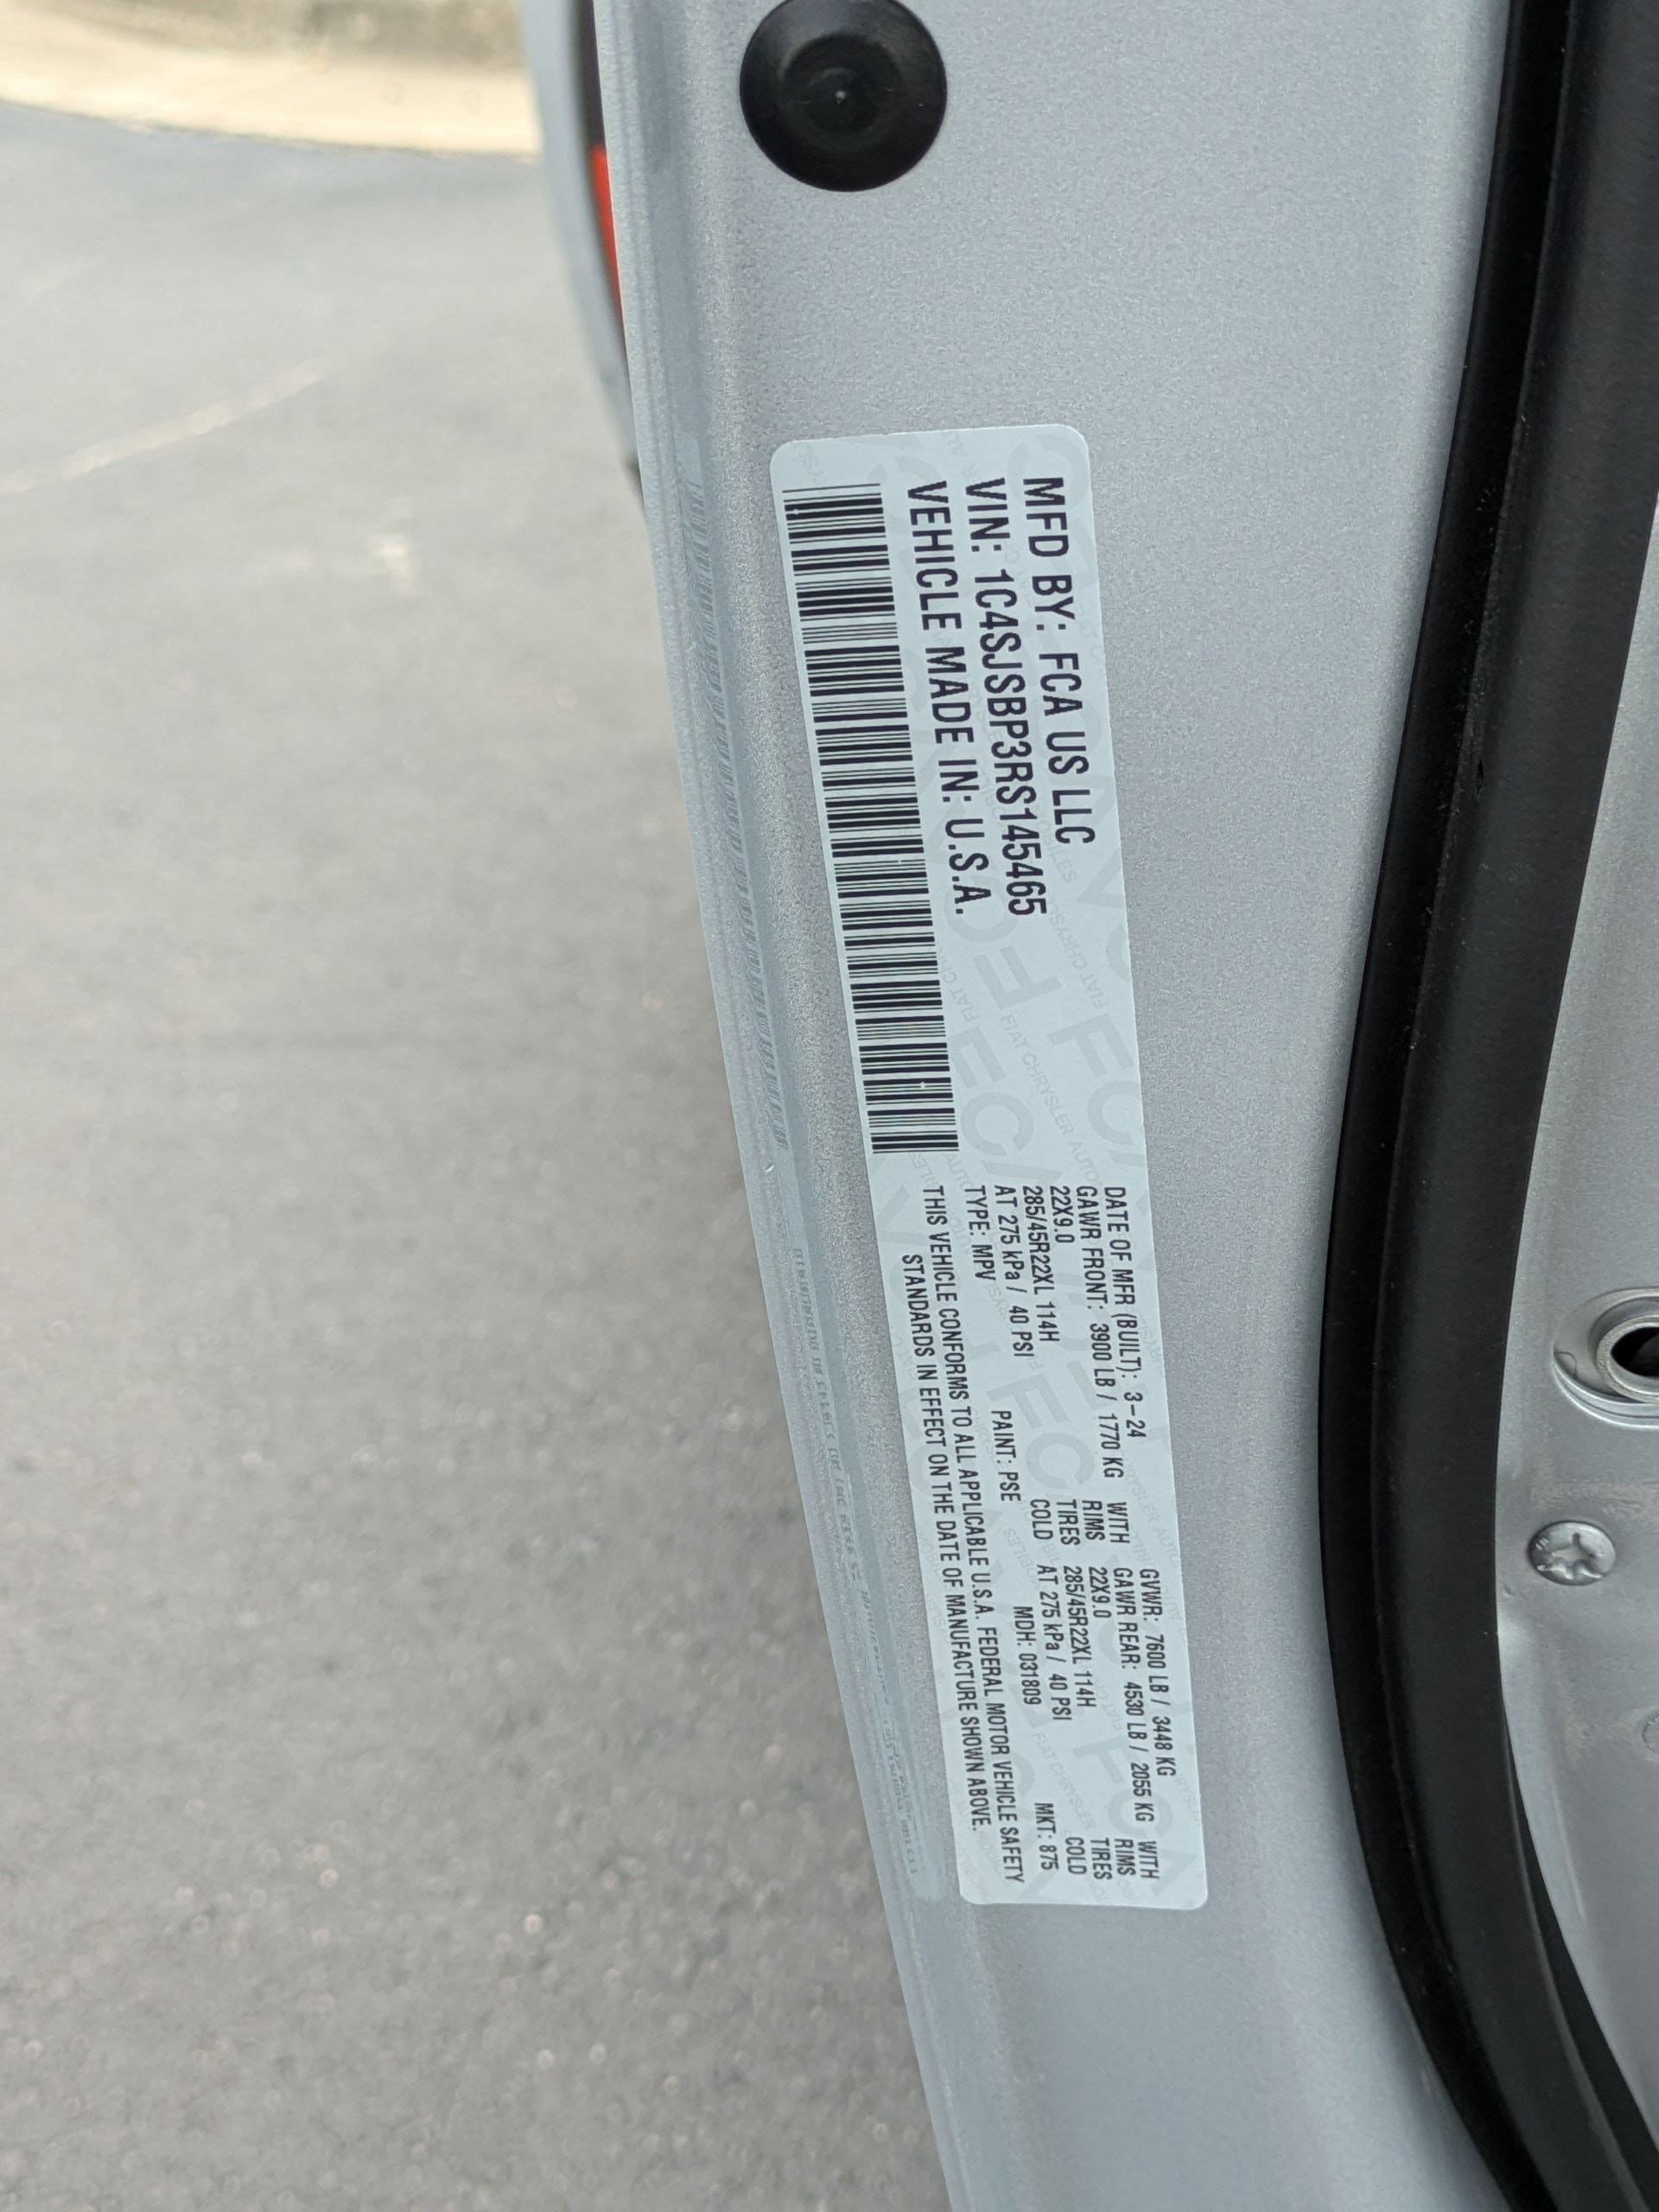 MFD BY: FCA US LLC
VIN: 1C4SJSBP3RS145465
VEHICLE MADE IN: U.S.A.
DATE OF MFR (BUILT): 3-24 GVWR: 7600 LB / 3448 KG
GAWR FRONT: 3900 LB / 1770 KG WITH GAWR REAR: 4530 LB / 2055 KG WITH
22X9.0 RIMS 22X9.0 RIMS
285/45R22XL 114H TIRES 285/45R22XL 114H TIRES
AT 275 kPa / 40 PSI COLD AT 275 kPa / 40 PSI COLD
TYPE: MPV PAINT: PSE MDH: 031809 MKT: 875
THIS VEHICLE CONFORMS TO ALL APPLICABLE U.S.A. FEDERAL MOTOR VEHICLE SAFETY
STANDARDS IN EFFECT ON THE DATE OF MANUFACTURE SHOWN ABOVE.